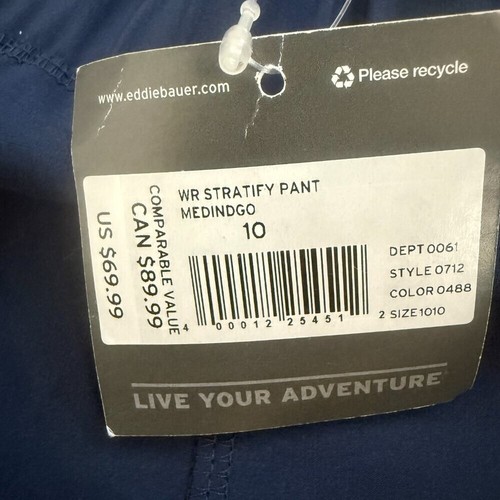 www.eddiebauer.com
Please recycle
WR STRATIFY PANT
MEDINDGO
10
COMPARABLE VALUE
CAN $89.99
US $69.99
DEPT 0061
STYLE 0712
COLOR 0488
SIZE 1010
4 00012 25451 2
LIVE YOUR ADVENTURE